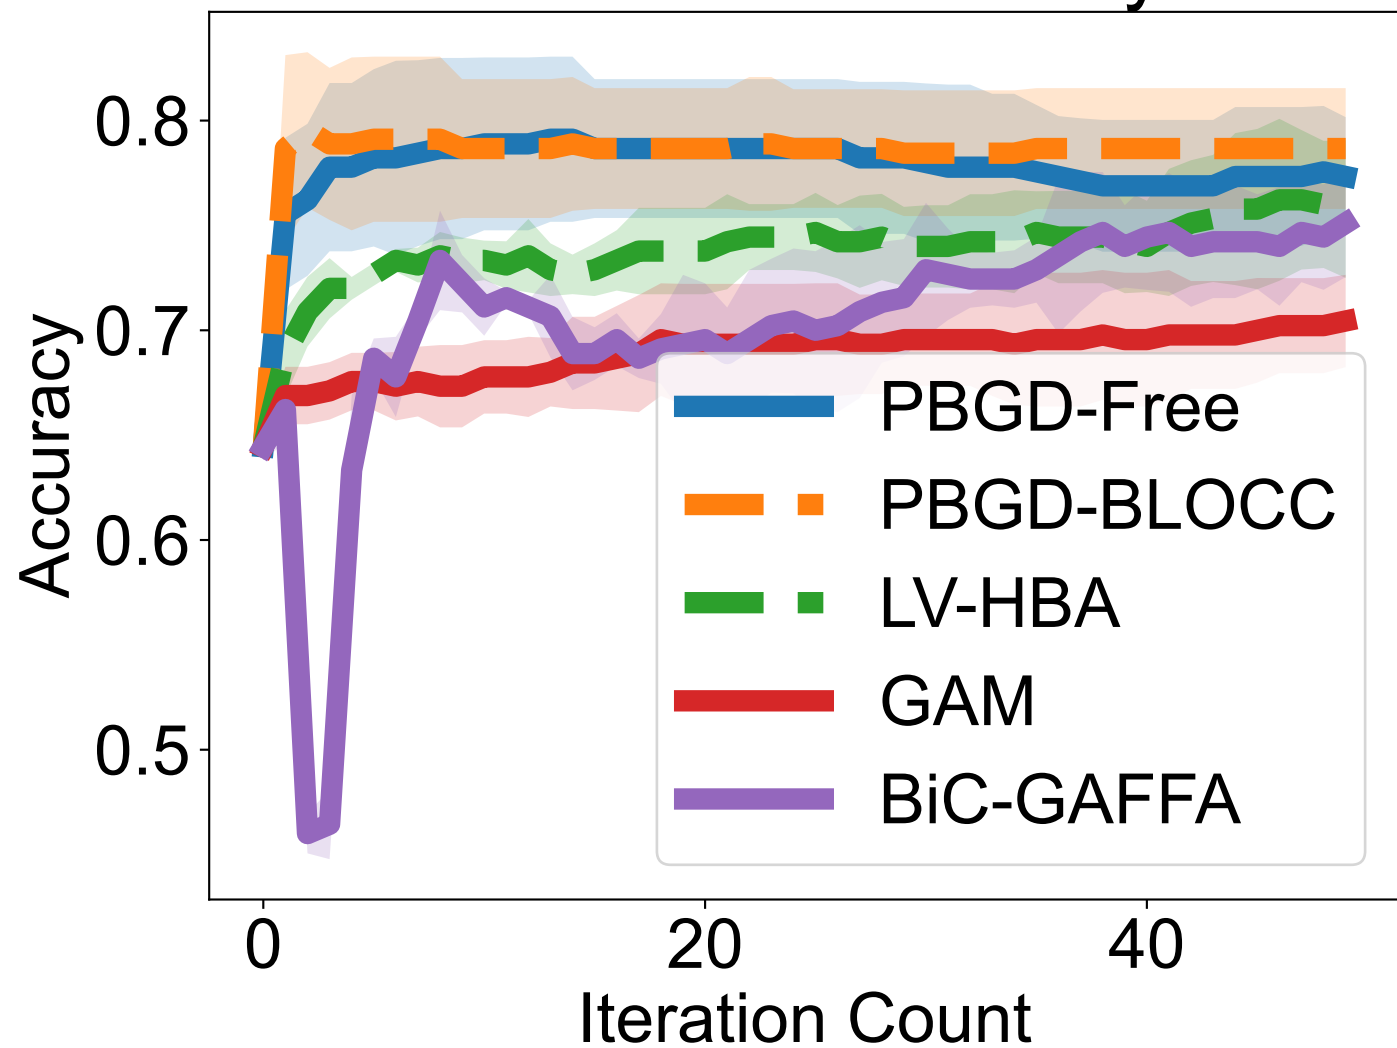 0.8
0.7
0.6
0.5
Accuracy
0
20
40
Iteration Count
PBGD-Free
PBGD-BLOCC
LV-HBA
GAM
BiC-GAFFA